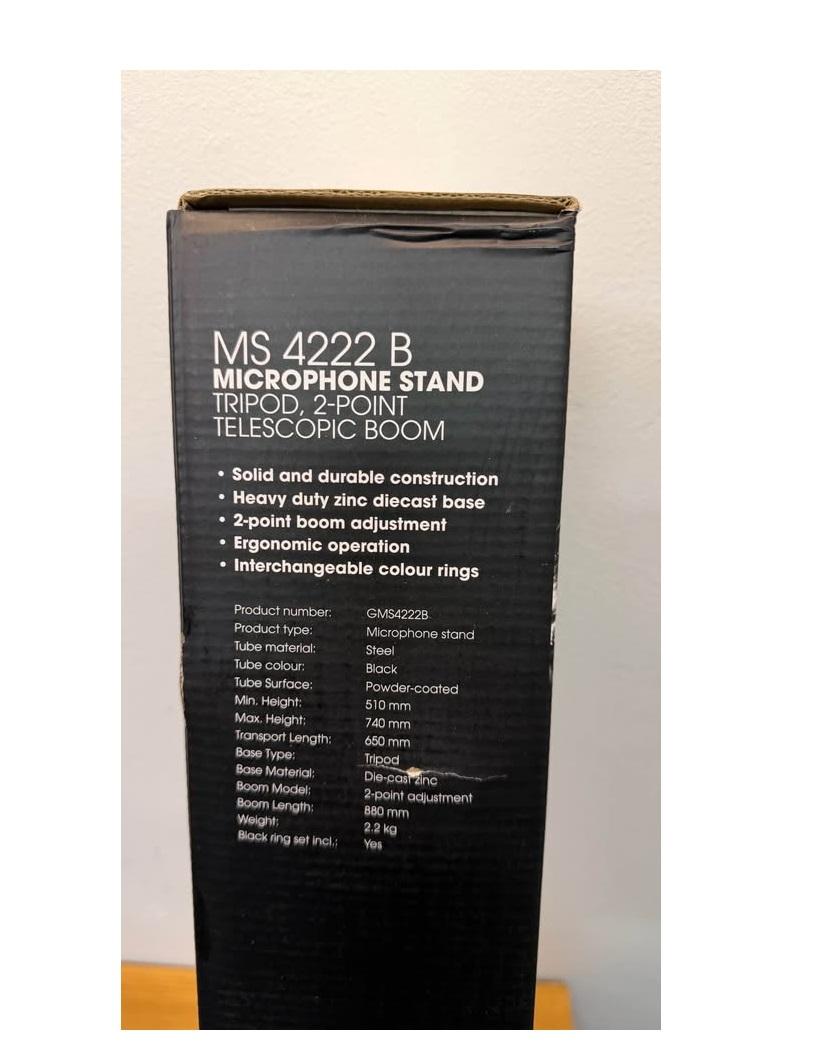 MS 4222 B
MICROPHONE STAND
TRIPOD, 2-POINT
TELESCOPIC BOOM
• Solid and durable construction
• Heavy duty zinc diecast base
• 2-point boom adjustment
• Ergonomic operation
• Interchangeable colour rings
Product number: GMS4222B
Product type: Microphone stand
Tube material: Steel
Tube colour: Black
Tube Surface: Powder-coated
Min. Height: 510 mm
Max. Height: 740 mm
Transport Length: 650 mm
Base Type: Tripod
Base Material: Die-cast zinc
Boom Model: 2-point adjustment
Boom Length: 880 mm
Weight: 2.2 kg
Black ring set incl.: Yes